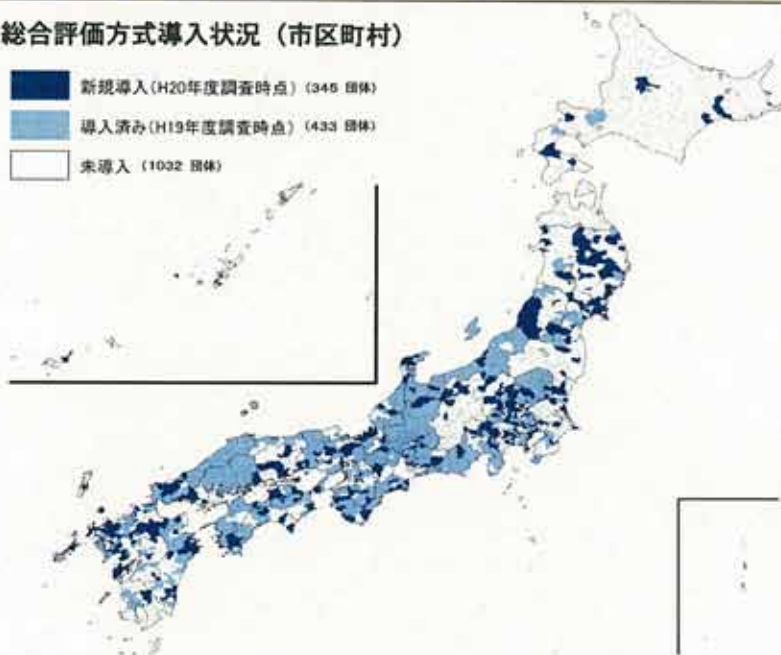 総合評価方式導入状況（市区町村）
新規導入（H20年度調査時点）（345 団体）
導入済み（H19年度調査時点）（433 団体）
未導入（1032 団体）